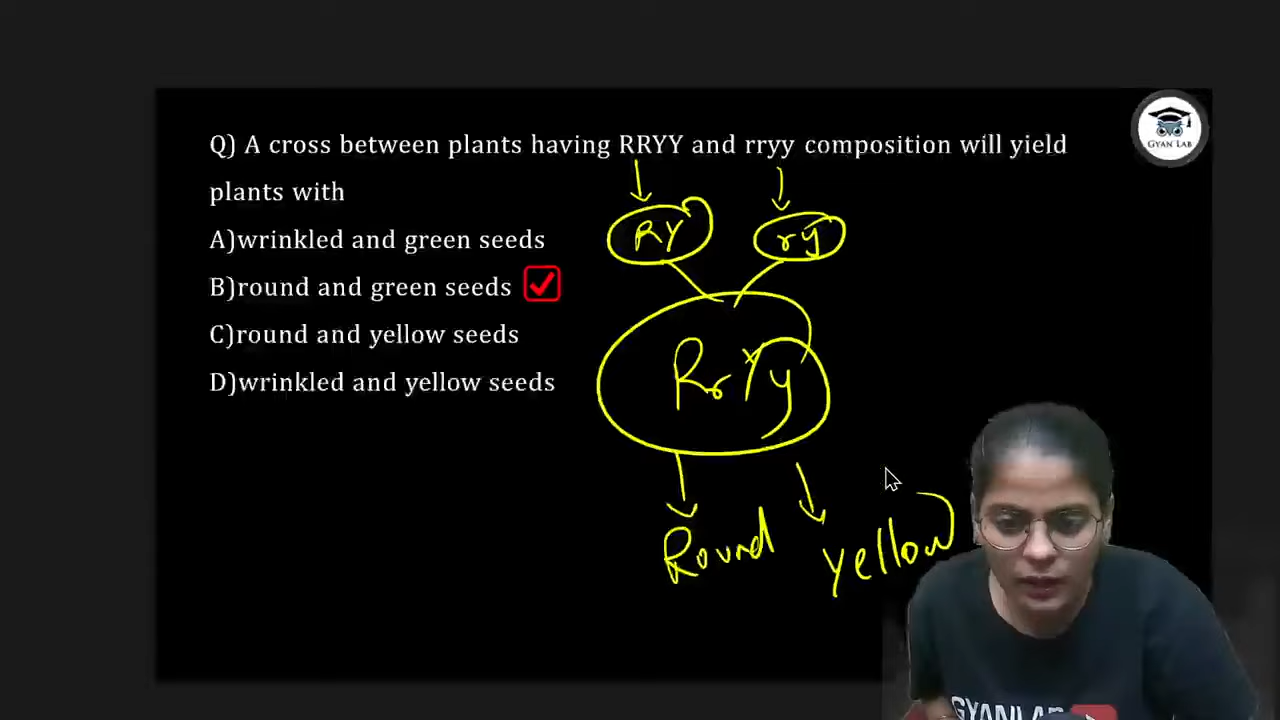 GYAN LAB
Q) A cross between plants having RRYY and rryy composition will yield
plants with
A)wrinkled and green seeds
B)round and green seeds
C)round and yellow seeds
D)wrinkled and yellow seeds
RY
ry
RrYy
Round
Yellow
GYANLAB